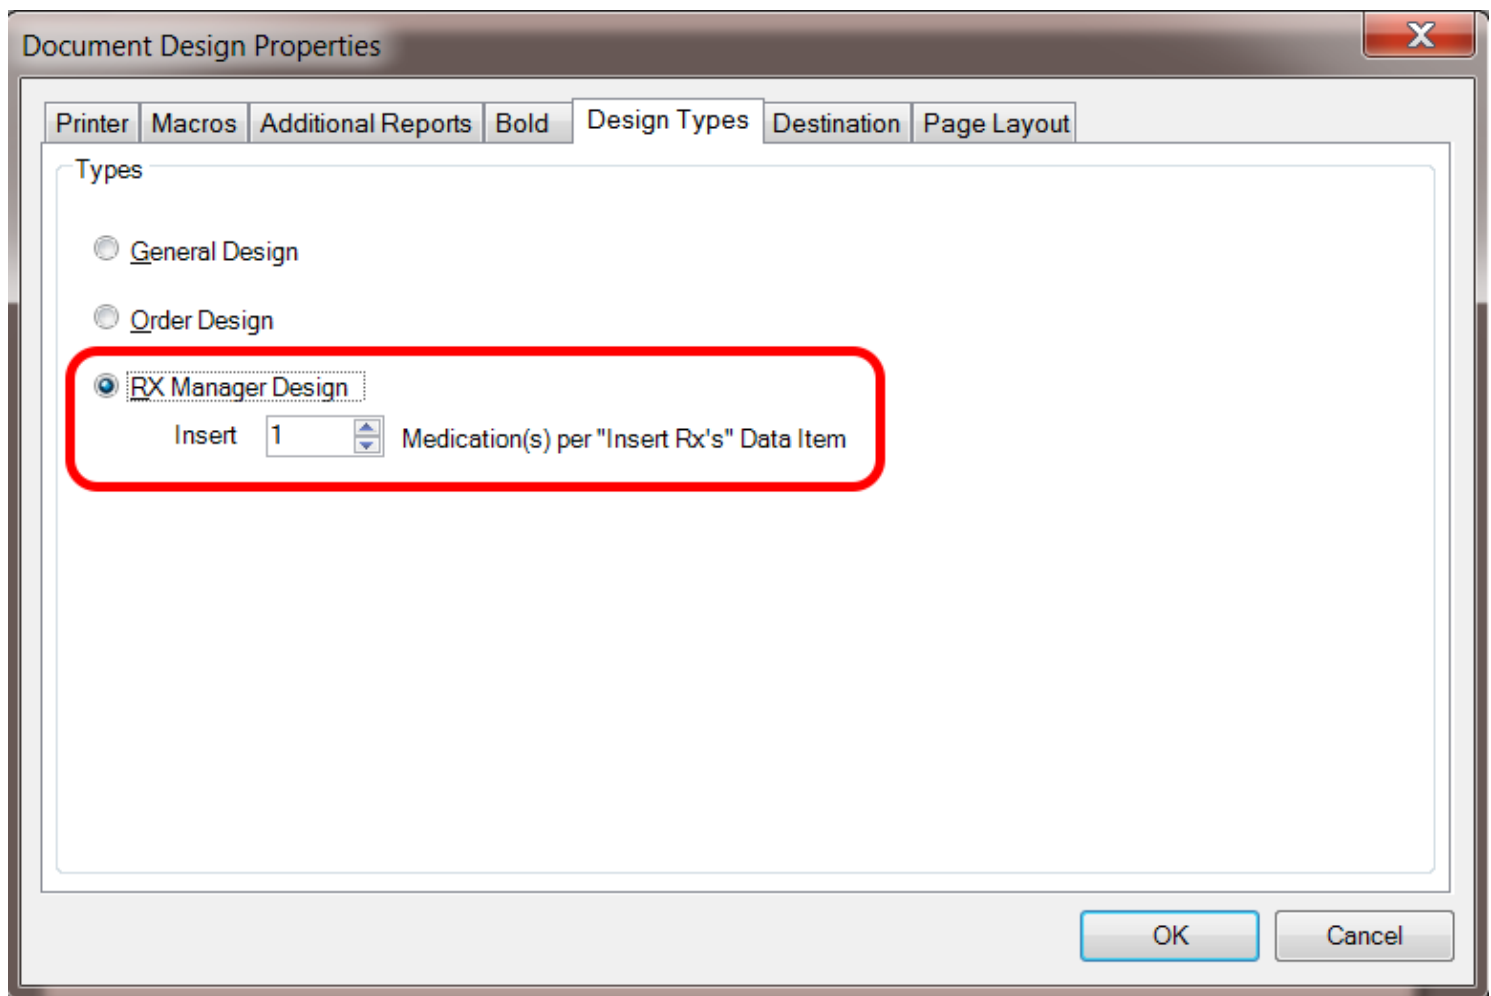 Document Design Properties
X
Printer Macros Additional Reports Bold Design Types Destination Page Layout
Types
General Design
Order Design
RX Manager Design
Insert 1 Medication(s) per "Insert Rx's" Data Item
OK Cancel